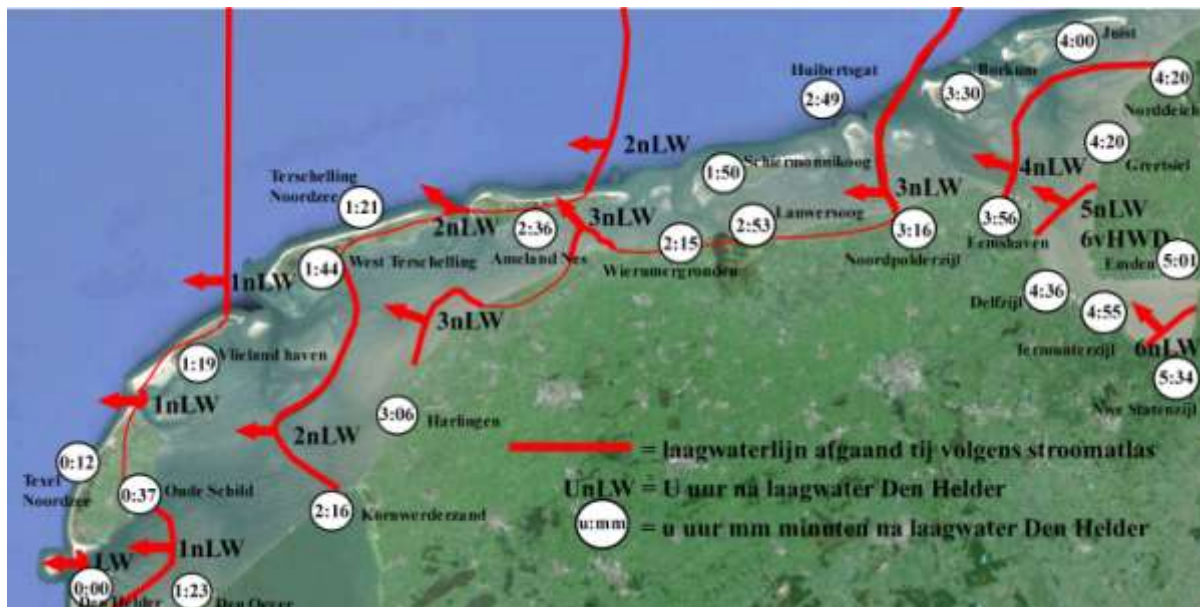 Juist
4:00
Borkum
3:30
4:20
Norddeich
Huibertsgat
2:49
4:20
Greetsiel
2nLW
4nLW
Schiermonnikoog
1:50
Terschelling
Noordzee
1:21
3nLW
5nLW
2nLW
3nLW
2:36
Ameland Nes
Lauwersoog
2:53
2:15
Wierumergronden
3:16
Noordpolderzijl
3:56
Eemshaven
6vHWD
Emden
5:01
1:44
West Terschelling
1nLW
3nLW
Delfzijl
4:36
4:55
Termunterzijl
6nLW
1:19
Vlieland haven
5:34
Nwe Statenzijl
1nLW
3:06
Harlingen
2nLW
= laagwaterlijn afgaand tij volgens stroomatlas
0:12
Texel
Noordzee
0:37
Oude Schild
UnLW = U uur na laagwater Den Helder
2:16
Kornwerderzand
u:mm
= u uur mm minuten na laagwater Den Helder
1nLW
LW
0:00
Den Helder
1:23
Den Oever